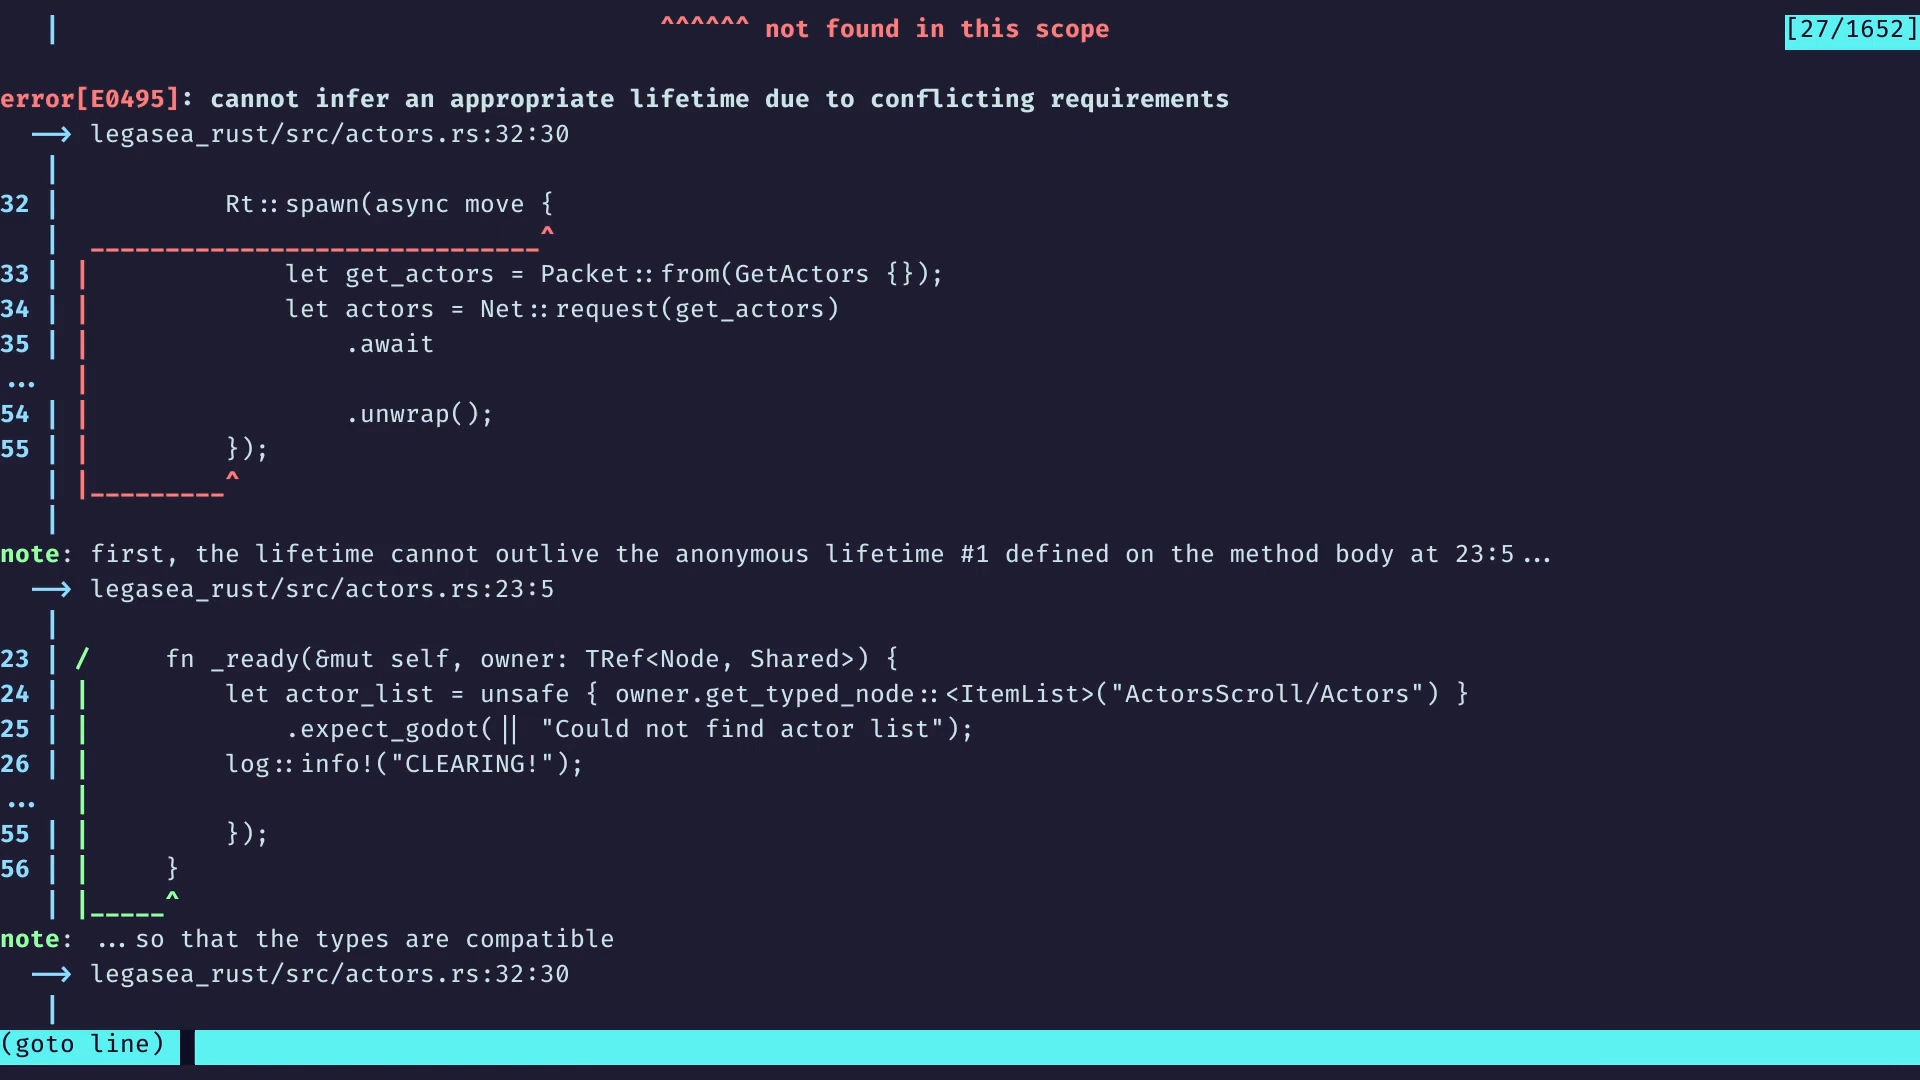 |                                        ^^^^^^ not found in this scope                                             [27/1652]
error[E0495]: cannot infer an appropriate lifetime due to conflicting requirements
  --> legasea_rust/src/actors.rs:32:30
   |
32 |           Rt::spawn(async move {
   |  ______________________________^
33 | |             let get_actors = Packet::from(GetActors {});
34 | |             let actors = Net::request(get_actors)
35 | |                 .await
...  |
54 | |                 .unwrap();
55 | |         });
   | |_________^
   |
note: first, the lifetime cannot outlive the anonymous lifetime #1 defined on the method body at 23:5...
  --> legasea_rust/src/actors.rs:23:5
   |
23 | /     fn _ready(&mut self, owner: TRef<Node, Shared>) {
24 | |         let actor_list = unsafe { owner.get_typed_node::<ItemList>("ActorsScroll/Actors") }
25 | |             .expect_godot(|| "Could not find actor list");
26 | |         log::info!("CLEARING!");
...  |
55 | |         });
56 | |     }
   | |_____^
note: ...so that the types are compatible
  --> legasea_rust/src/actors.rs:32:30
   |
(goto line)